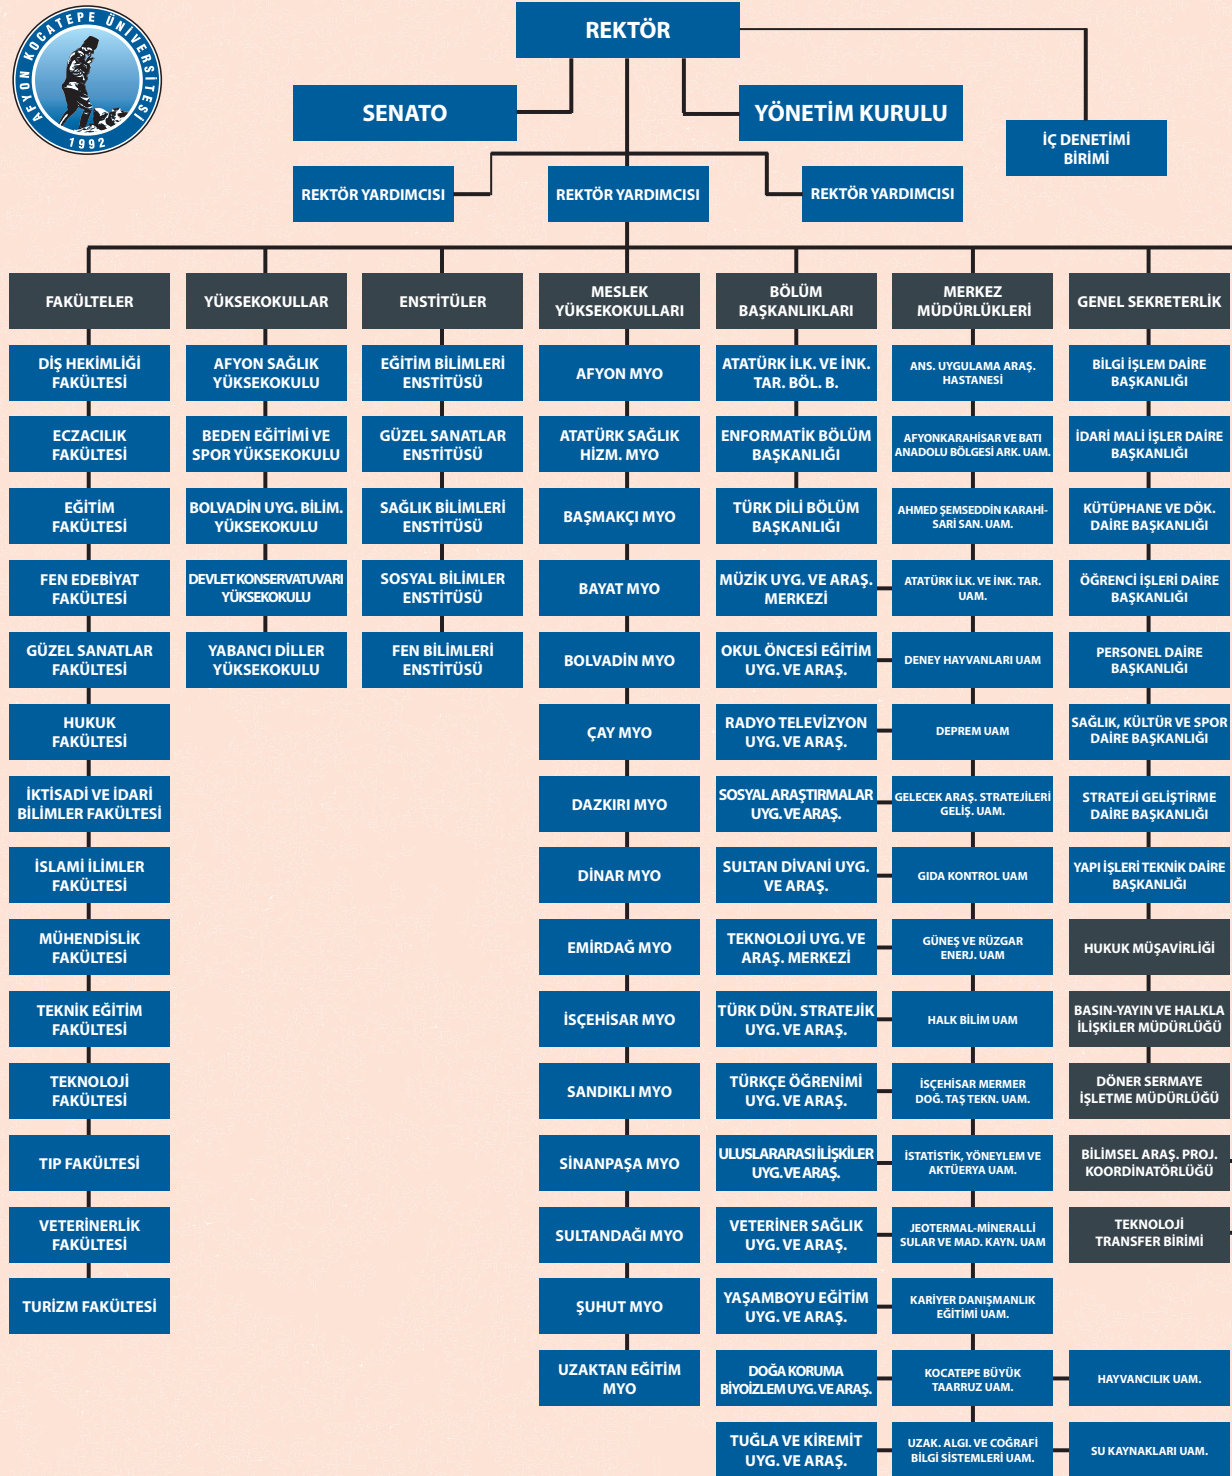 AFYON KOCATEPE ÜNİVERSİTESİ
1992
REKTÖR
SENATO
YÖNETİM KURULU
İÇ DENETİMİ
BİRİMİ
REKTÖR YARDIMCISI
REKTÖR YARDIMCISI
REKTÖR YARDIMCISI
FAKÜLTELER
DİŞ HEKİMLİĞİ
FAKÜLTESİ
ECZACILIK
FAKÜLTESİ
EĞİTİM
FAKÜLTESİ
FEN EDEBİYAT
FAKÜLTESİ
GÜZEL SANATLAR
FAKÜLTESİ
HUKUK
FAKÜLTESİ
İKTİSADİ VE İDARİ
BİLİMLER FAKÜLTESİ
İSLAMİ İLİMLER
FAKÜLTESİ
MÜHENDİSLİK
FAKÜLTESİ
TEKNİK EĞİTİM
FAKÜLTESİ
TEKNOLOJİ
FAKÜLTESİ
TIP FAKÜLTESİ
VETERİNERLİK
FAKÜLTESİ
TURİZM FAKÜLTESİ
YÜKSEKOKULLAR
AFYON SAĞLIK
YÜKSEKOKULU
BEDEN EĞİTİMİ VE
SPOR YÜKSEKOKULU
BOLVADİN UYG. BİLİM.
YÜKSEKOKULU
DEVLET KONSERVATUVARI
YÜKSEKOKULU
YABANCI DİLLER
YÜKSEKOKULU
ENSTİTÜLER
EĞİTİM BİLİMLERİ
ENSTİTÜSÜ
GÜZEL SANATLAR
ENSTİTÜSÜ
SAĞLIK BİLİMLERİ
ENSTİTÜSÜ
SOSYAL BİLİMLER
ENSTİTÜSÜ
FEN BİLİMLERİ
ENSTİTÜSÜ
MESLEK
YÜKSEKOKULLARI
AFYON MYO
ATATÜRK SAĞLIK
HİZM. MYO
BAŞMAKÇI MYO
BAYAT MYO
BOLVADİN MYO
ÇAY MYO
DAZKIRI MYO
DİNAR MYO
EMİRDAĞ MYO
İSÇEHİSAR MYO
SANDIKLI MYO
SİNANPAŞA MYO
SULTANDAĞI MYO
ŞUHUT MYO
UZAKTAN EĞİTİM
MYO
BÖLÜM
BAŞKANLIKLARI
ATATÜRK İLK. VE İNK.
TAR. BÖL. B.
ENFORMATİK BÖLÜM
BAŞKANLIĞI
TÜRK DİLİ BÖLÜM
BAŞKANLIĞI
MÜZİK UYG. VE ARAŞ.
MERKEZİ
OKUL ÖNCESİ EĞİTİM
UYG. VE ARAŞ.
RADYO TELEVİZYON
UYG. VE ARAŞ.
SOSYAL ARAŞTIRMALAR
UYG. VE ARAŞ.
SULTAN DİVANİ UYG.
VE ARAŞ.
TEKNOLOJİ UYG. VE
ARAŞ. MERKEZİ
TÜRK DÜN. STRATEJİK
UYG. VE ARAŞ.
TÜRKÇE ÖĞRENİMİ
UYG. VE ARAŞ.
ULUSLARARASI İLİŞKİLER
UYG. VE ARAŞ.
VETERİNER SAĞLIK
UYG. VE ARAŞ.
YAŞAMBOYU EĞİTİM
UYG. VE ARAŞ.
DOĞA KORUMA
BİYOİZLEM UYG. VE ARAŞ.
TUĞLA VE KİREMİT
UYG. VE ARAŞ.
MERKEZ
MÜDÜRLÜKLERİ
ANS. UYGULAMA ARAŞ.
HASTANESİ
AFYONKARAHİSAR VE BATI
ANADOLU BÖLGESİ ARK. UAM.
AHMED ŞEMSEDDİN KARAHİ-
SARİ SAN. UAM.
ATATÜRK İLK. VE İNK. TAR.
UAM.
DENEY HAYVANLARI UAM
DEPREM UAM
GELECEK ARAŞ. STRATEJİLERİ
GELİŞ. UAM.
GIDA KONTROL UAM
GÜNEŞ VE RÜZGAR
ENERJ. UAM
HALK BİLİM UAM
İSÇEHİSAR MERMER
DOĞ. TAŞ TEKN. UAM.
İSTATİSTİK, YÖNEYLEM VE
AKTÜERYA UAM.
JEOTERMAL-MİNERALLİ
SULAR VE MAD. KAYN. UAM
KARİYER DANIŞMANLIK
EĞİTİMİ UAM.
KOCATEPE BÜYÜK
TAARRUZ UAM.
UZAK. ALGI. VE COĞRAFİ
BİLGİ SİSTEMLERİ UAM.
GENEL SEKRETERLİK
BİLGİ İŞLEM DAİRE
BAŞKANLIĞI
İDARİ MALİ İŞLER DAİRE
BAŞKANLIĞI
KÜTÜPHANE VE DÖK.
DAİRE BAŞKANLIĞI
ÖĞRENCİ İŞLERİ DAİRE
BAŞKANLIĞI
PERSONEL DAİRE
BAŞKANLIĞI
SAĞLIK, KÜLTÜR VE SPOR
DAİRE BAŞKANLIĞI
STRATEJİ GELİŞTİRME
DAİRE BAŞKANLIĞI
YAPI İŞLERİ TEKNİK DAİRE
BAŞKANLIĞI
HUKUK MÜŞAVİRLİĞİ
BASIN-YAYIN VE HALKLA
İLİŞKİLER MÜDÜRLÜĞÜ
DÖNER SERMAYE
İŞLETME MÜDÜRLÜĞÜ
BİLİMSEL ARAŞ. PROJ.
KOORDİNATÖRLÜĞÜ
TEKNOLOJİ
TRANSFER BİRİMİ
HAYVANCILIK UAM.
SU KAYNAKLARI UAM.